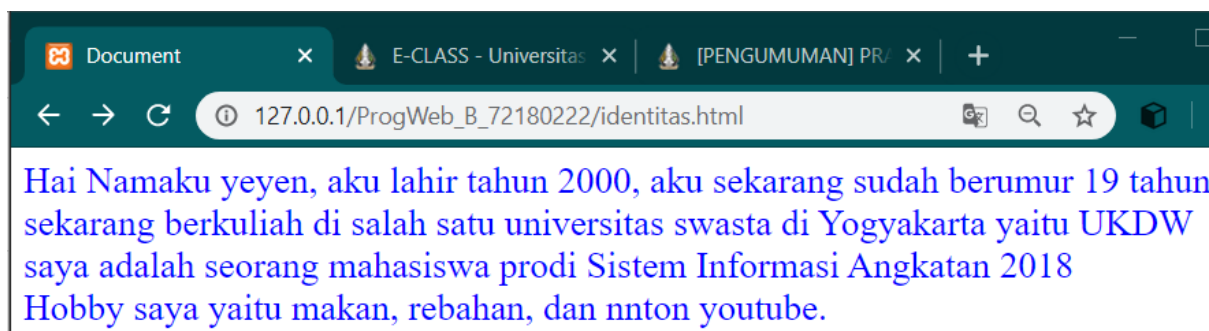 Document
E-CLASS - Universitas
[PENGUMUMAN] PRA
127.0.0.1/ProgWeb_B_72180222/identitas.html
Hai Namaku yeyen, aku lahir tahun 2000, aku sekarang sudah berumur 19 tahun
sekarang berkuliah di salah satu universitas swasta di Yogyakarta yaitu UKDW
saya adalah seorang mahasiswa prodi Sistem Informasi Angkatan 2018
Hobby saya yaitu makan, rebahan, dan nnton youtube.